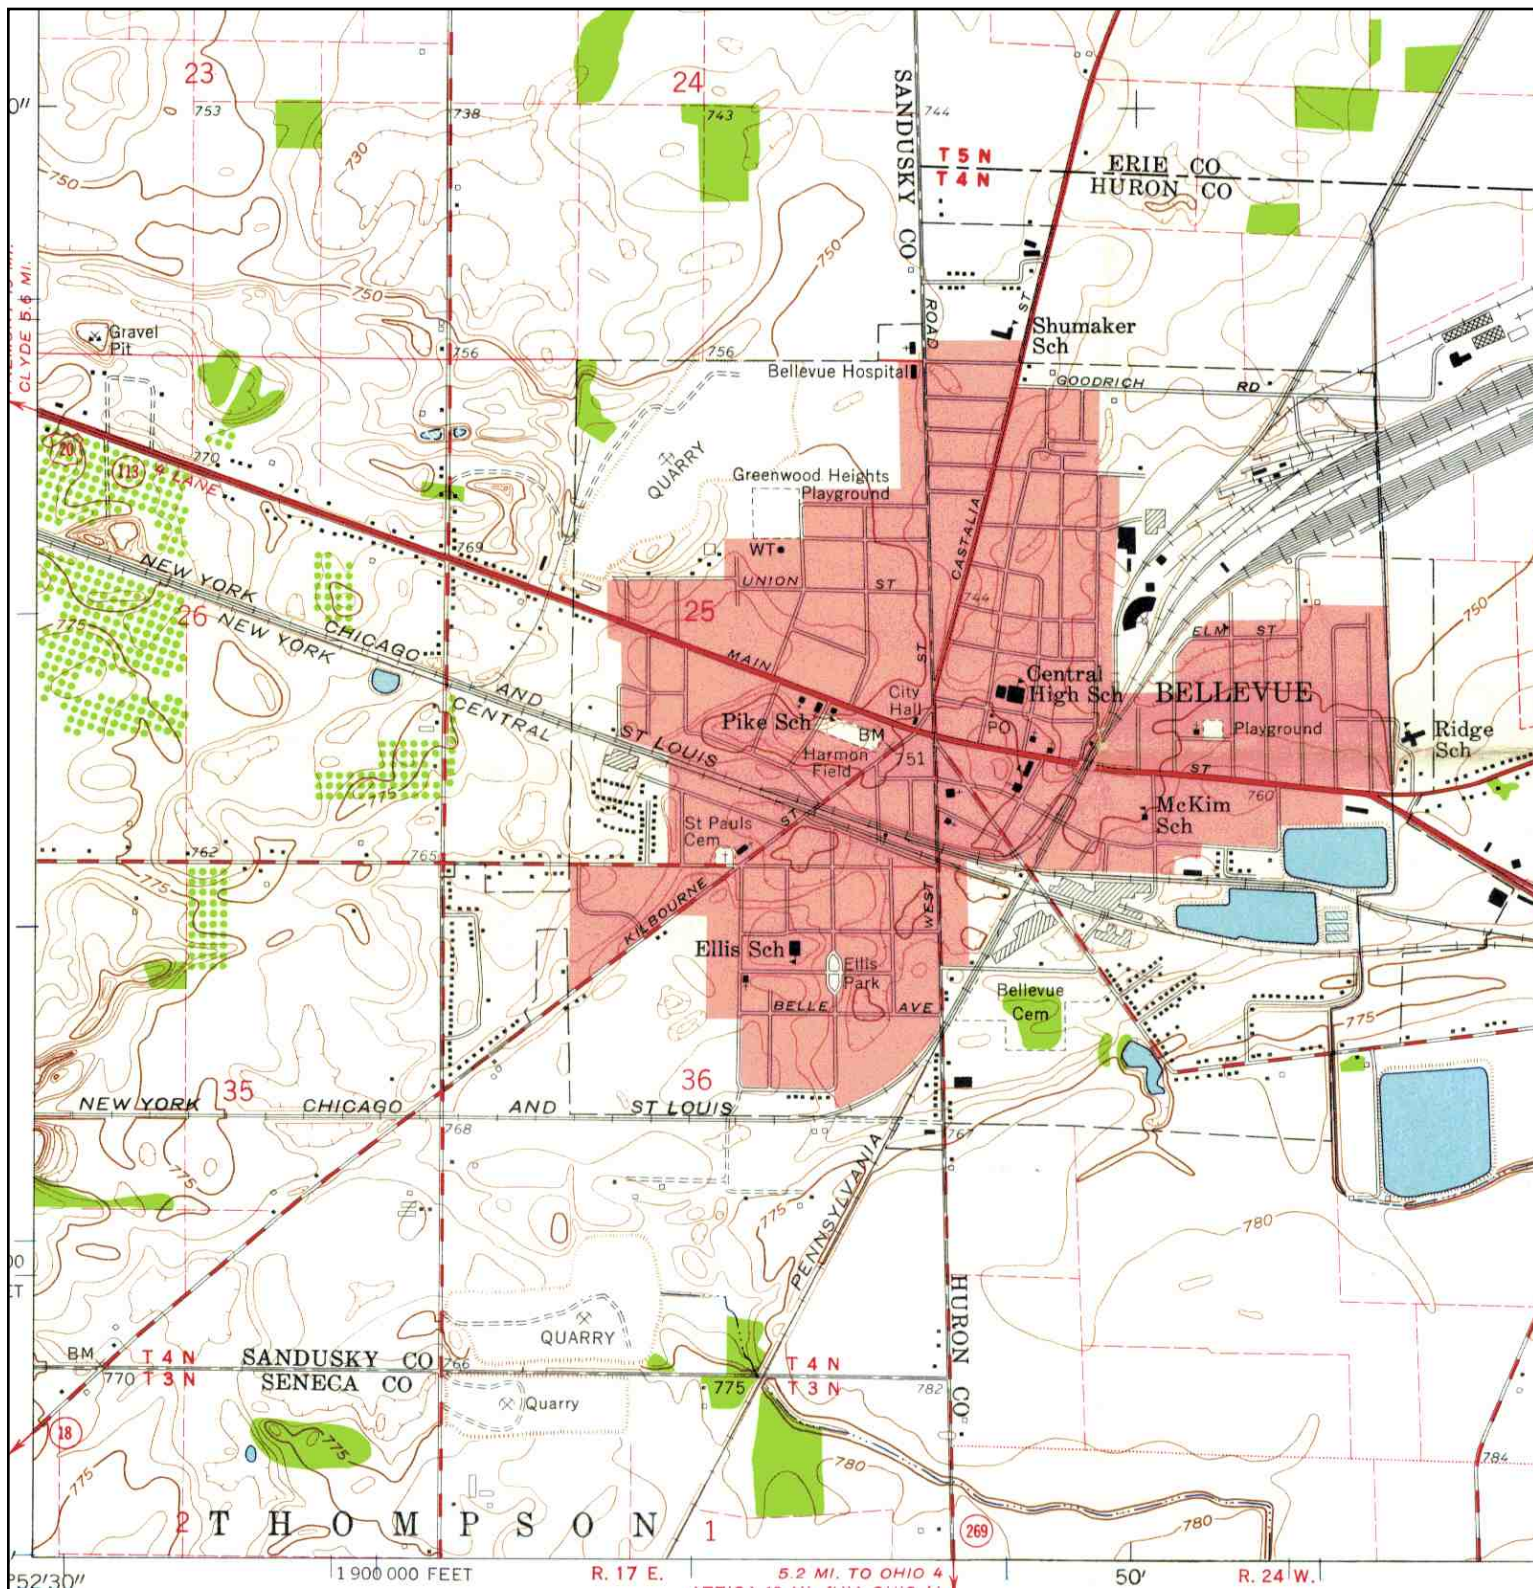 23
24
753
738
743
744
SANDUSKY CO
730
T 5 N
T 4 N
ERIE CO
HURON CO
750
750
750
CLYDE 5.6 MI.
Gravel
Pit
756
756
ROAD
ST
Shumaker
Sch
Bellevue Hospital
GOODRICH RD
20
113
770
4 LANE
QUARRY
Greenwood Heights
Playground
CASTALIA
769
WT
UNION ST
744
NEW YORK CHICAGO AND ST LOUIS
26
25
775
NEW YORK CENTRAL
MAIN
ST
ELM ST
750
City
Hall
Central
High Sch
BELLEVUE
Pike Sch
BM
751
PO
Playground
Ridge
Sch
Harmon
Field
ST
775
760
McKim
Sch
St Pauls
Cem
ST
762
765
775
KILBOURNE
WEST
Ellis Sch
Ellis
Park
Bellevue
Cem
BELLE AVE
775
35
36
NEW YORK CHICAGO AND ST LOUIS
768
767
775
PENNSYLVANIA
775
780
HURON CO
QUARRY
BM
770
T 4 N
T 3 N
SANDUSKY CO
SENECA CO
766
T 4 N
T 3 N
775
782
Quarry
18
775
775
780
784
2
THOMPSON
1
269
780
52'30"
1 900 000 FEET
R. 17 E.
5.2 MI. TO OHIO 4
50'
R. 24 W.